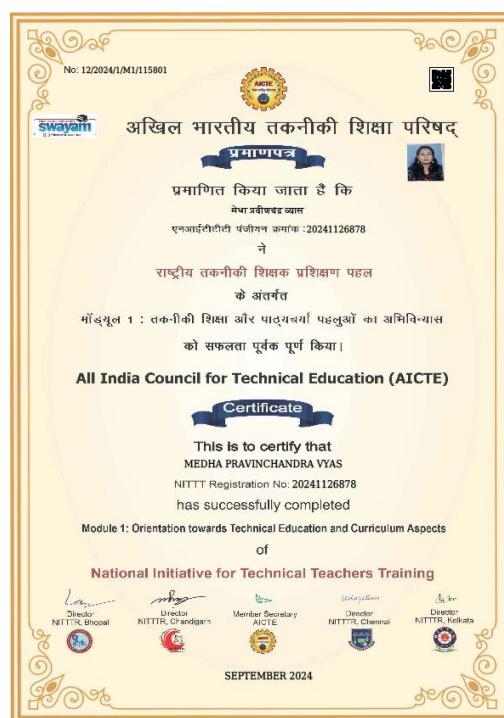 No: 12/2024/1/M1/115801
AICTE
swayam
अखिल भारतीय तकनीकी शिक्षा परिषद्
प्रमाणपत्र
प्रमाणित किया जाता है कि
मेधा प्रवीणचंद्र व्यास
एनआईटीटीटी पंजीयन क्रमांक :20241126878
ने
राष्ट्रीय तकनीकी शिक्षक प्रशिक्षण पहल
के अंतर्गत
मॉड्यूल 1 : तकनीकी शिक्षा और पाठ्यचर्या पहलुओं का अभिविन्यास
को सफलता पूर्वक पूर्ण किया|
All India Council for Technical Education (AICTE)
Certificate
This is to certify that
MEDHA PRAVINCHANDRA VYAS
NITTT Registration No: 20241126878
has successfully completed
Module 1: Orientation towards Technical Education and Curriculum Aspects
of
National Initiative for Technical Teachers Training
Director
NITTTR, Bhopal
Director
NITTTR, Chandigarh
Member Secretary
AICTE
Director
NITTTR, Chennai
Director
NITTTR, Kolkata
SEPTEMBER 2024